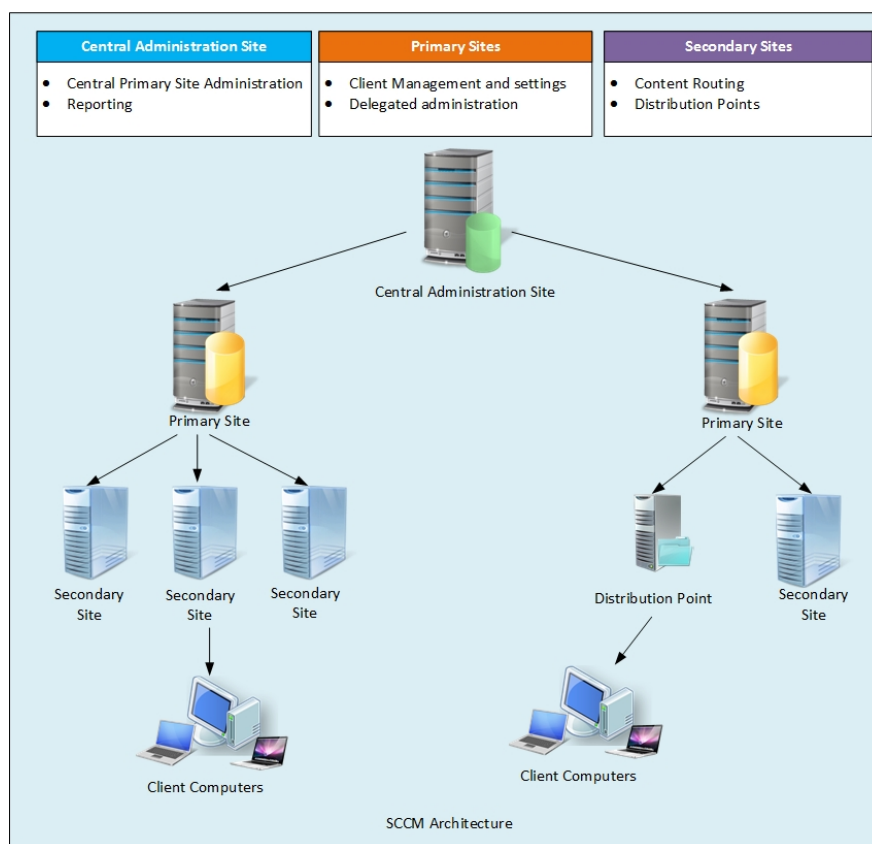 Central Administration Site
Primary Sites
Secondary Sites
• Central Primary Site Administration
• Reporting
• Client Management and settings
• Delegated administration
• Content Routing
• Distribution Points
Central Administration Site
Primary Site
Primary Site
Secondary
Site
Secondary
Site
Secondary
Site
Distribution Point
Secondary
Site
Client Computers
Client Computers
SCCM Architecture